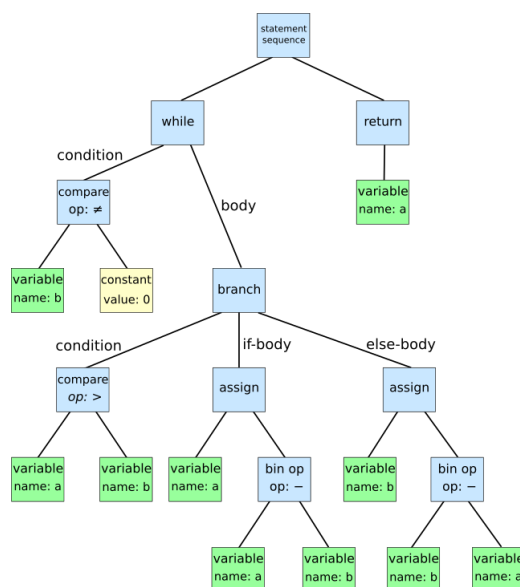 statement
sequence
while
return
condition
body
compare
op: ≠
variable
name: a
variable
name: b
constant
value: 0
branch
condition
if-body
else-body
compare
op: >
assign
assign
variable
name: a
variable
name: b
variable
name: a
bin op
op: −
variable
name: b
bin op
op: −
variable
name: a
variable
name: b
variable
name: b
variable
name: a